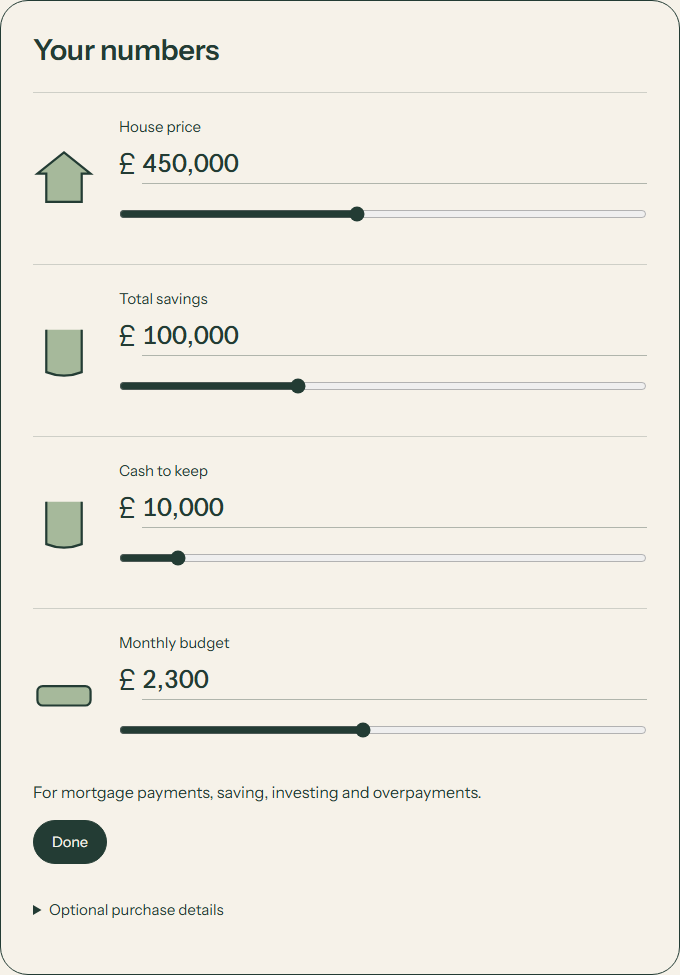 Your numbers
House price
£ 450,000
Total savings
£ 100,000
Cash to keep
£ 10,000
Monthly budget
£ 2,300
For mortgage payments, saving, investing and overpayments.
Done
Optional purchase details